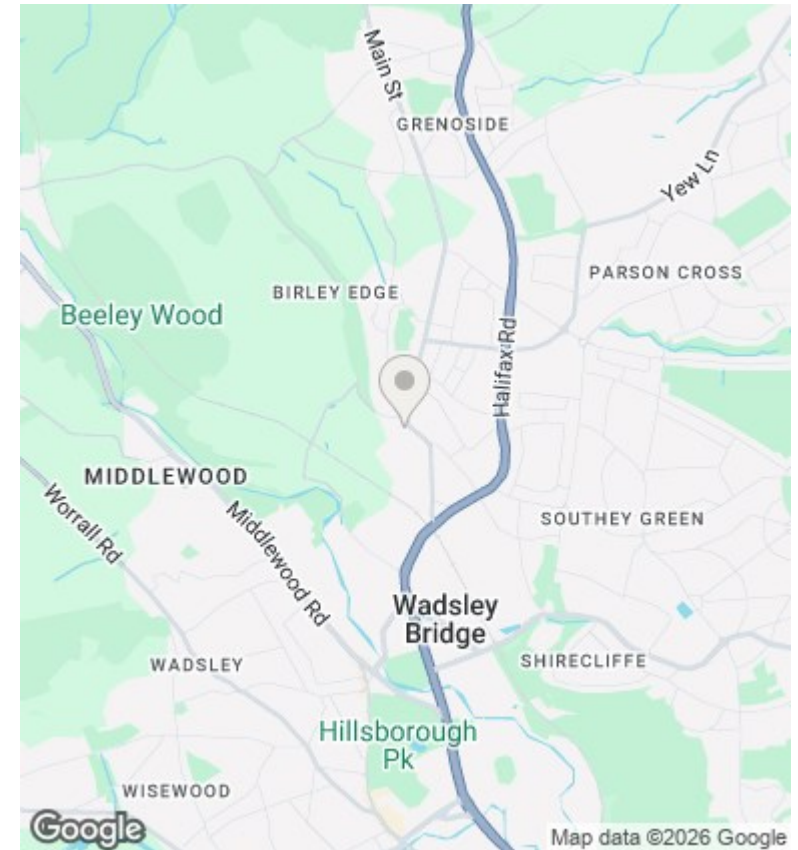 Main St
GRENOSIDE
Yew Ln
PARSON CROSS
BIRLEY EDGE
Beeley Wood
Halifax Rd
MIDDLEWOOD
Worrall Rd
Middlewood Rd
SOUTHEY GREEN
Wadsley
Bridge
WADSLEY
SHIRECLIFFE
Hillsborough
Pk
WISEWOOD
Google
Map data ©2026 Google